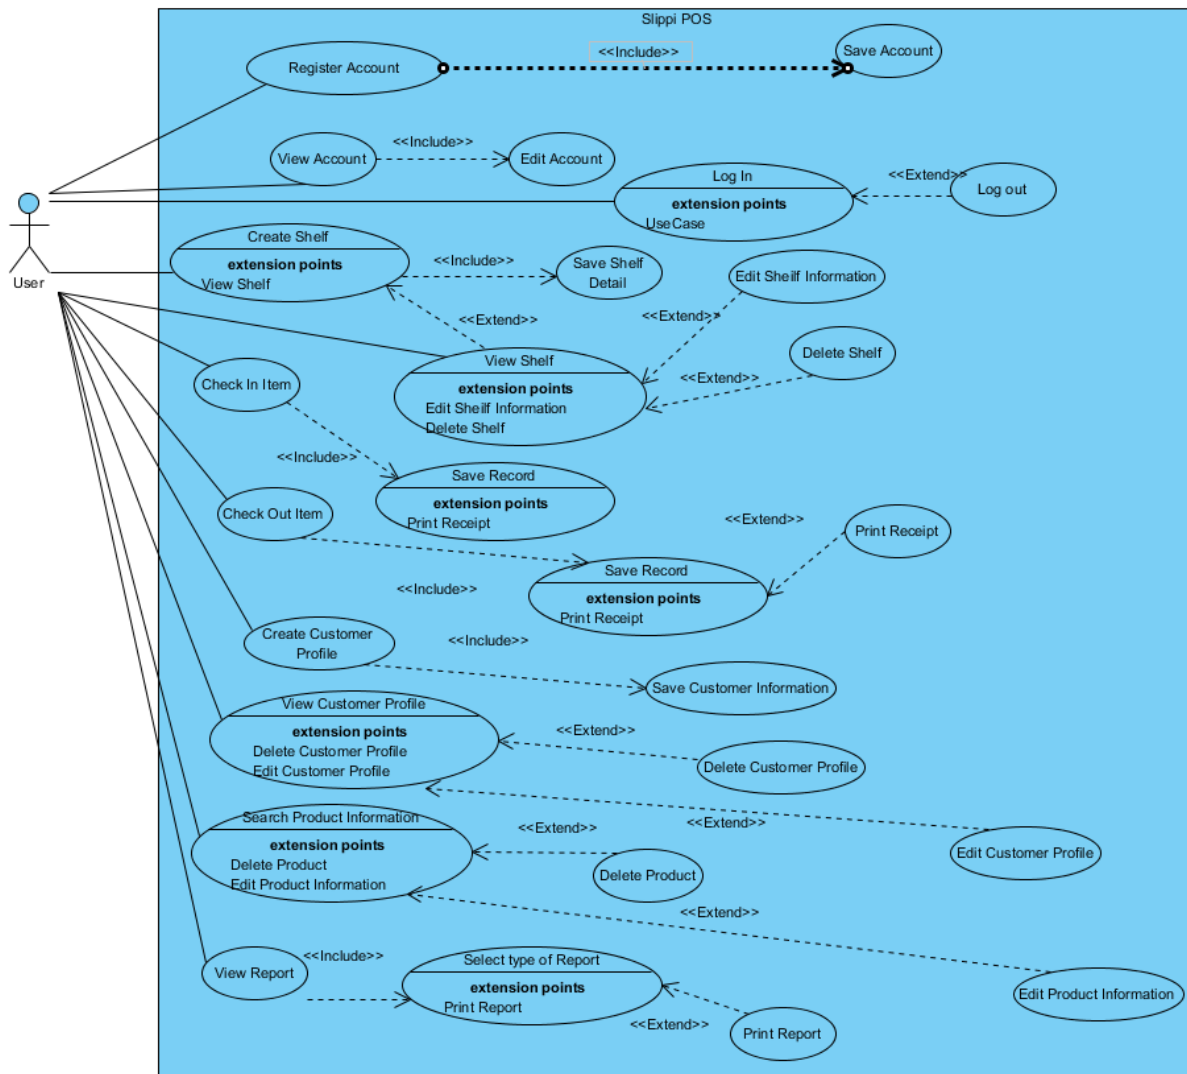 Slippi POS
<<Include>>
Save Account
Register Account
<<Include>>
View Account
Edit Account
Log In
extension points
UseCase
<<Extend>>
Log out
User
Create Shelf
extension points
View Shelf
<<Include>>
Save Shelf
Detail
Edit Sheilf Information
<<Extend>>
<<Extend>>
Delete Shelf
View Shelf
extension points
Edit Sheilf Information
Delete Shelf
<<Extend>>
Check In Item
<<Include>>
Save Record
extension points
Print Receipt
Check Out Item
<<Extend>>
Print Receipt
Save Record
extension points
Print Receipt
<<Include>>
Create Customer
Profile
<<Include>>
Save Customer Information
View Customer Profile
extension points
Delete Customer Profile
Edit Customer Profile
<<Extend>>
Delete Customer Profile
Search Product Information
extension points
Delete Product
Edit Product Information
<<Extend>>
<<Extend>>
Edit Customer Profile
Delete Product
<<Extend>>
View Report
<<Include>>
Select type of Report
extension points
Print Report
Edit Product Information
<<Extend>>
Print Report